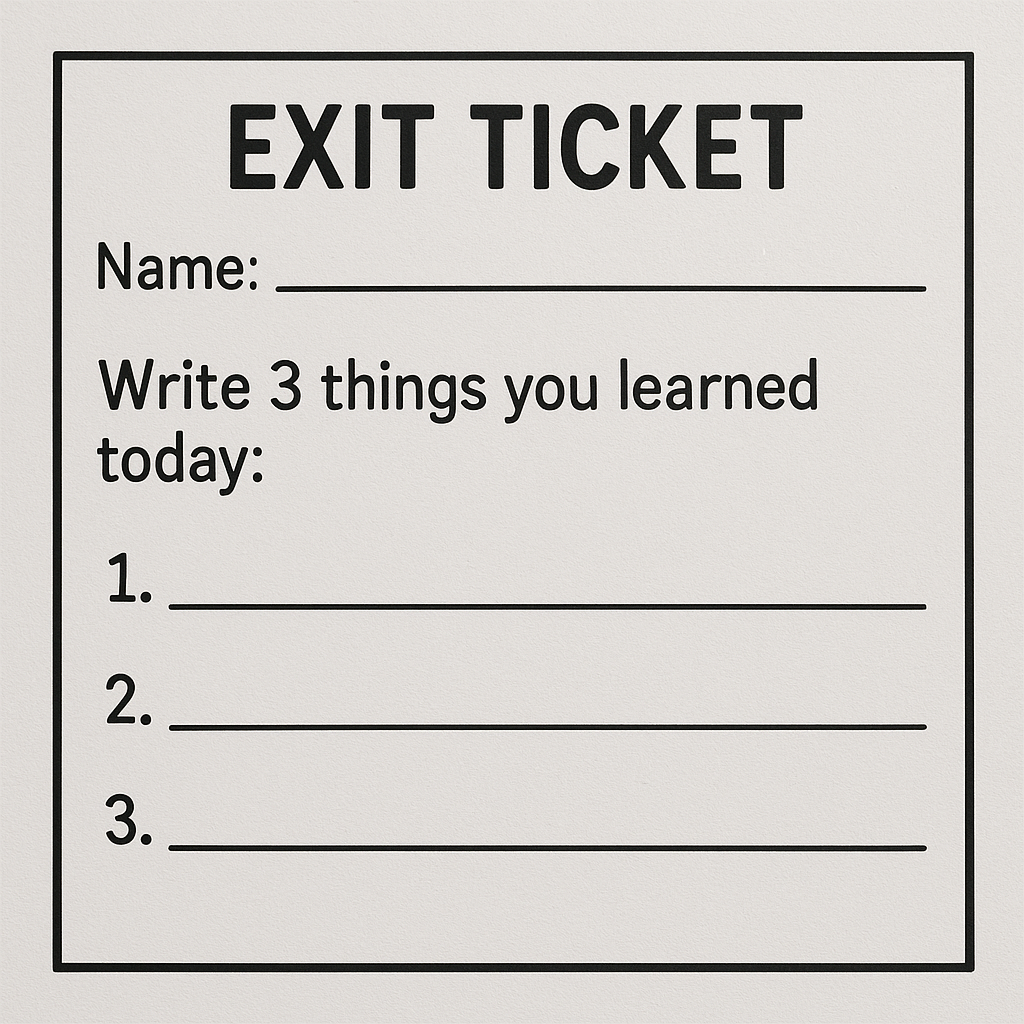 EXIT TICKET
Name:
Write 3 things you learned
today:
1.
2.
3.